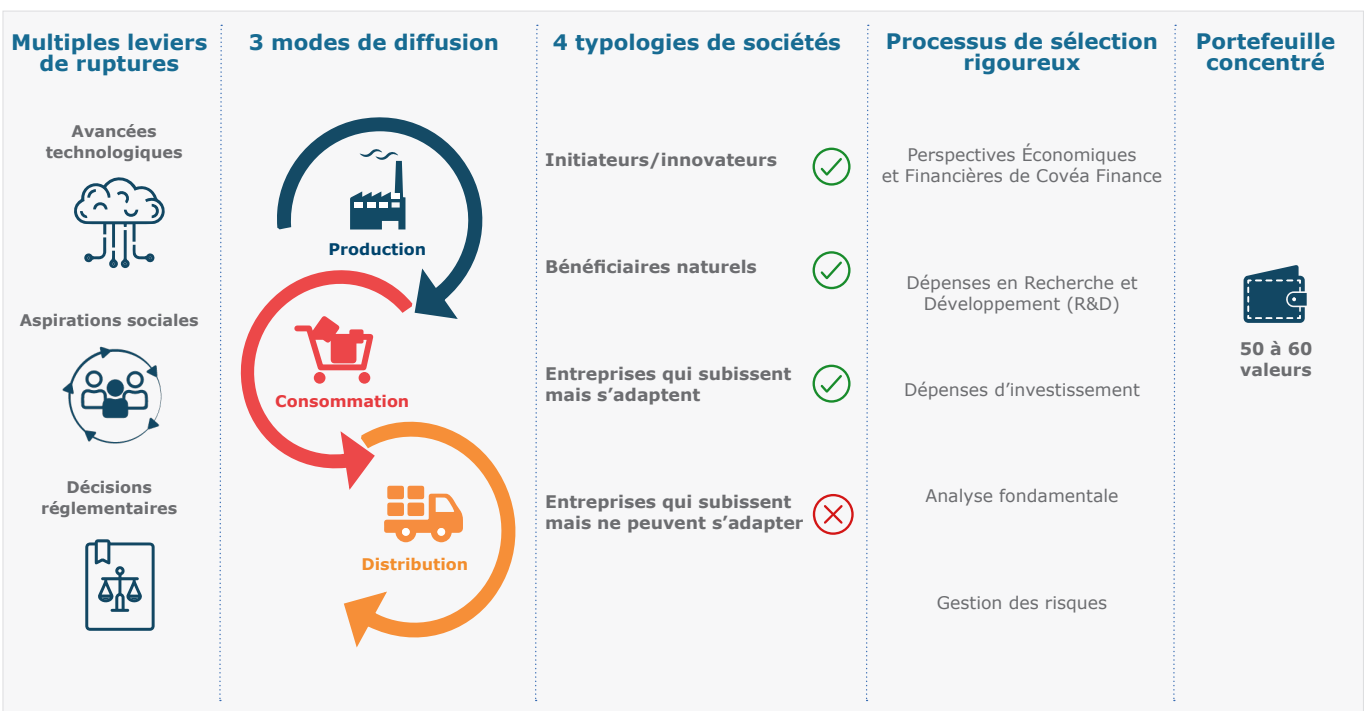 Multiples leviers
de ruptures
Avancées
technologiques
Aspirations sociales
Décisions
réglementaires
3 modes de diffusion
Production
Consommation
Distribution
4 typologies de sociétés
Initiateurs/innovateurs
Bénéficiaires naturels
Entreprises qui subissent
mais s’adaptent
Entreprises qui subissent
mais ne peuvent s’adapter
Processus de sélection
rigoureux
Perspectives Économiques
et Financières de Covéa Finance
Dépenses en Recherche et
Développement (R&D)
Dépenses d’investissement
Analyse fondamentale
Gestion des risques
Portefeuille
concentré
50 à 60
valeurs